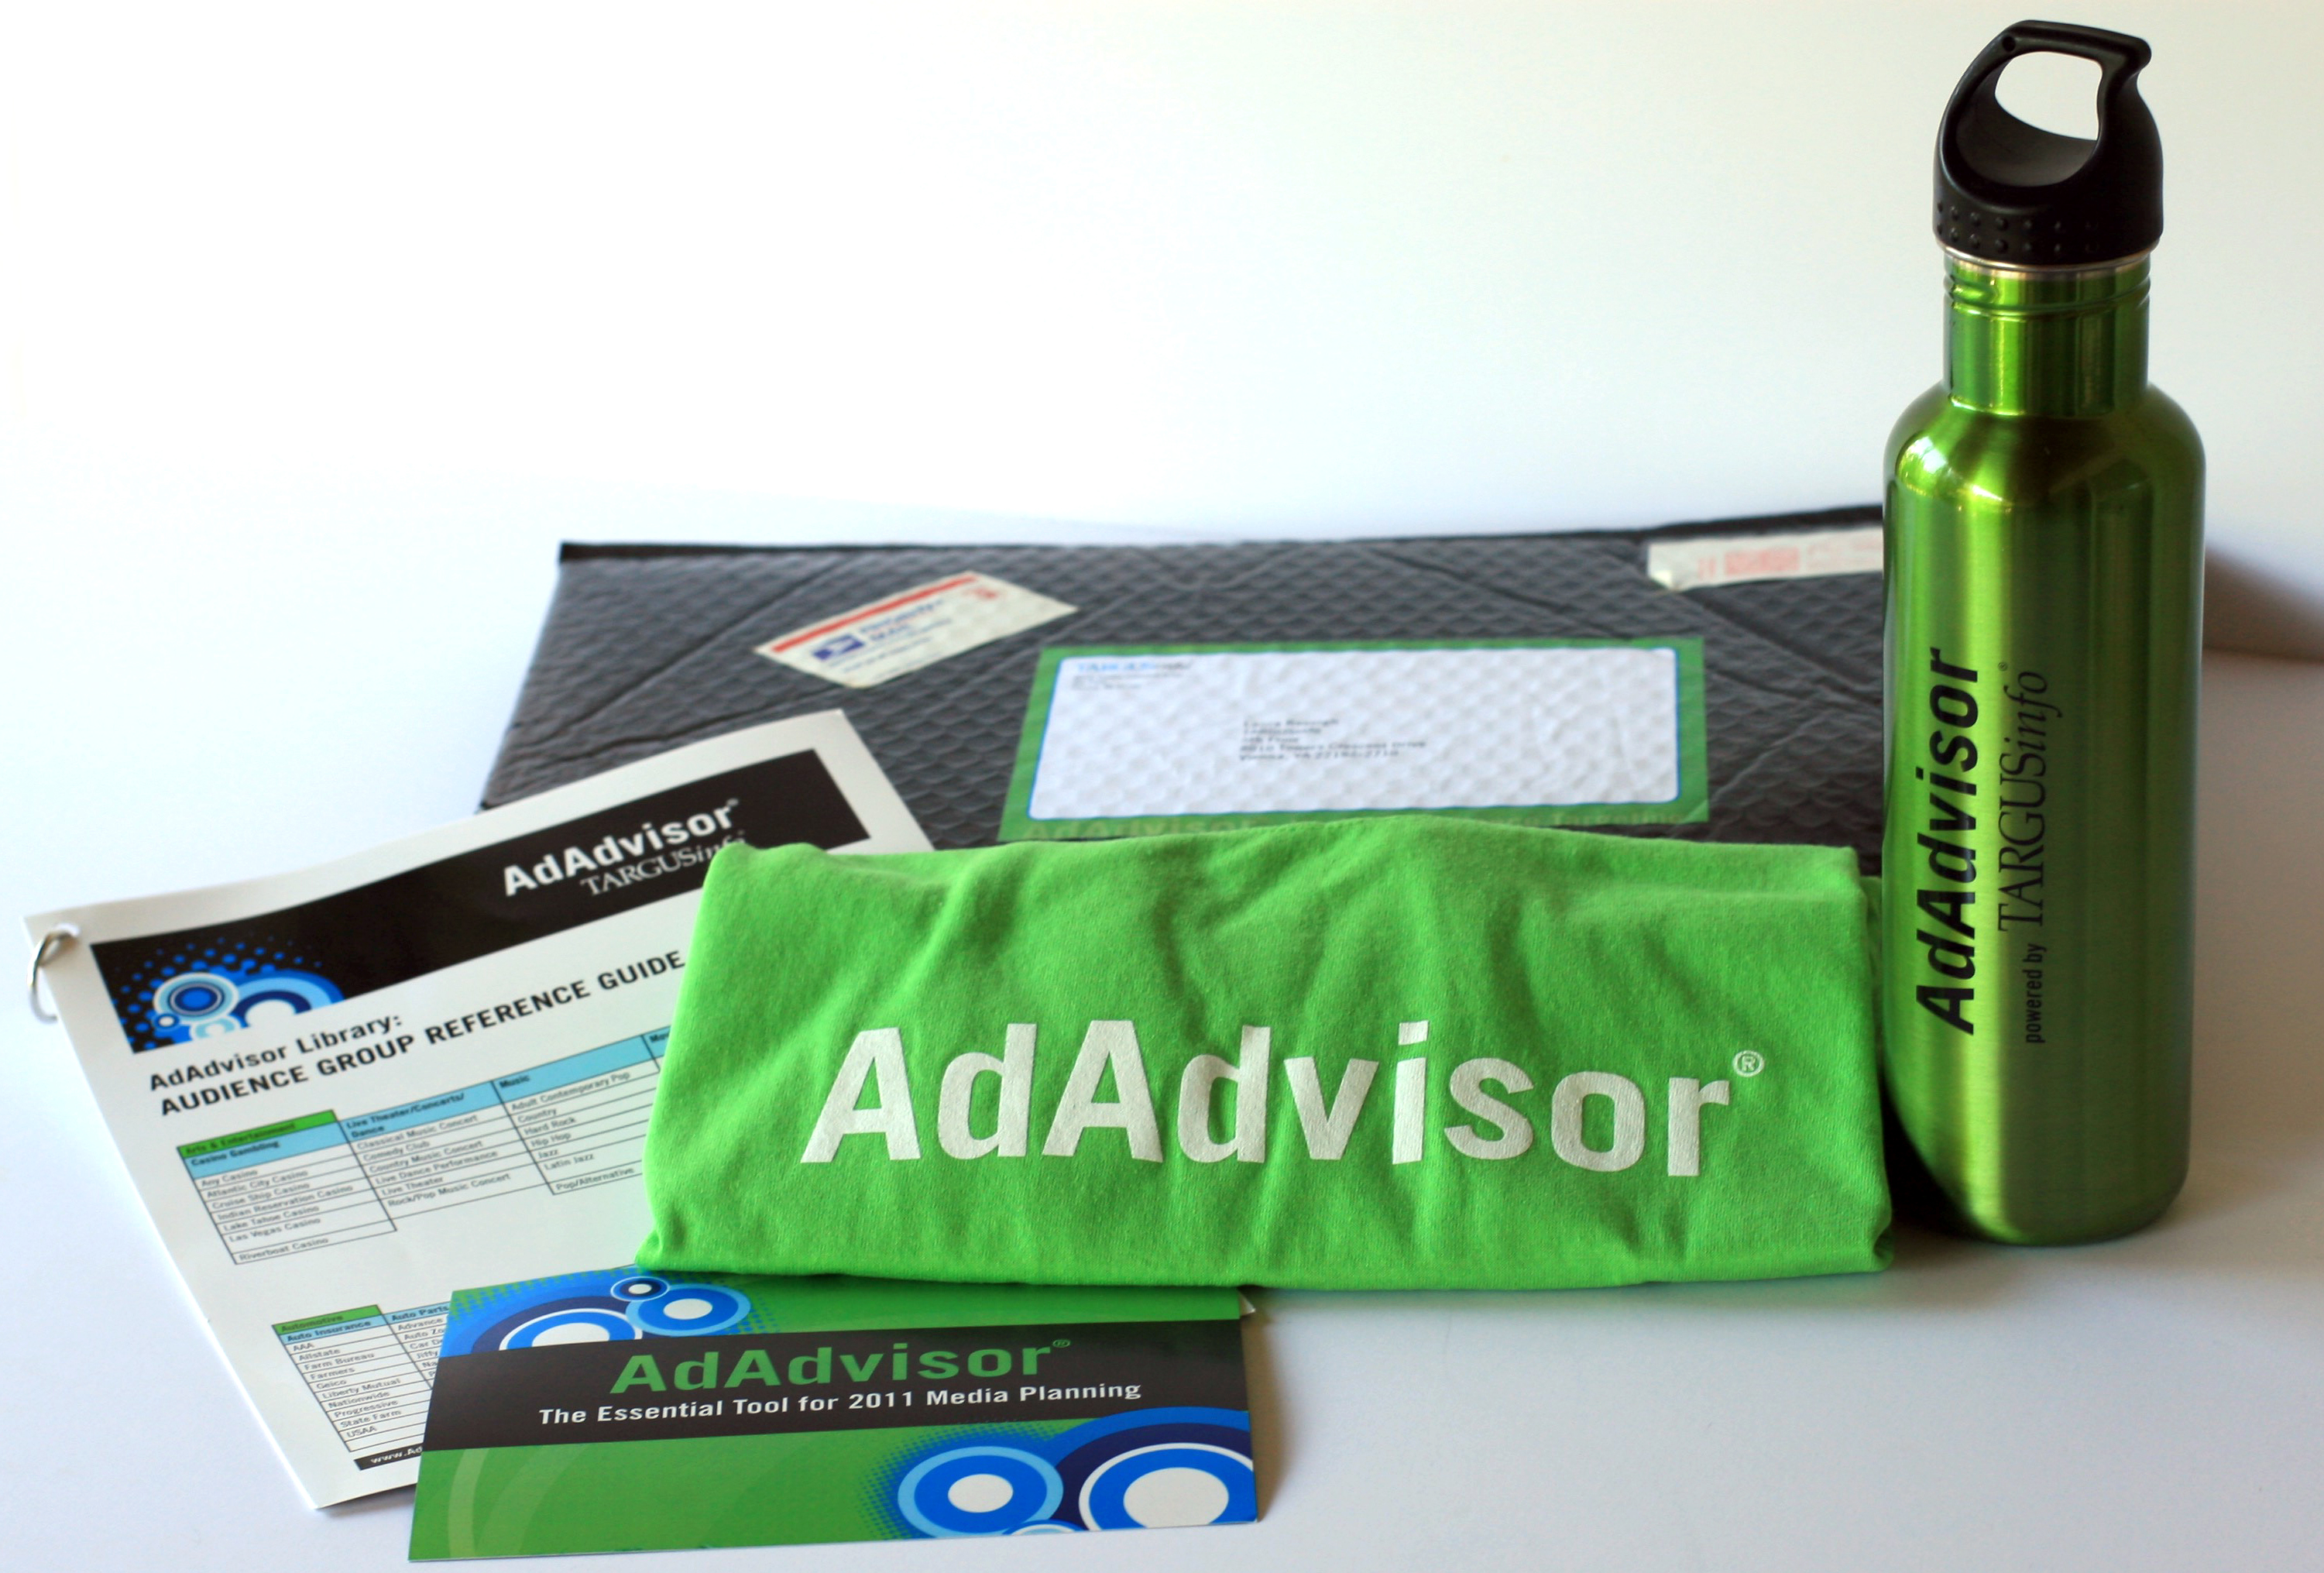 AdAdvisor
powered by TARGUSinfo®
TARGUSinfo
AdAdvisor®
TARGUSinfo®
AdAdvisor Library:
AUDIENCE GROUP REFERENCE GUIDE
Arts & Entertainment
Casino Gambling
Any Casino
Atlantic City Casino
Cruise Ship Casino
Indian Reservation Casino
Lake Tahoe Casino
Las Vegas Casino
Riverboat Casino
Live Theater/Concerts/
Dance
Classical Music Concert
Comedy Club
Country Music Concert
Live Dance Performance
Live Theater
Rock/Pop Music Concert
Music
Adult Contemporary Pop
Country
Hard Rock
Hip Hop
Jazz
Latin Jazz
Pop/Alternative
Automotive
Auto Insurance
AAA
Allstate
Farm Bureau
Farmers
Geico
Liberty Mutual
Nationwide
Progressive
State Farm
USAA
Auto Parts
Advance
AdAdvisor®
AdAdvisor®
The Essential Tool for 2011 Media Planning